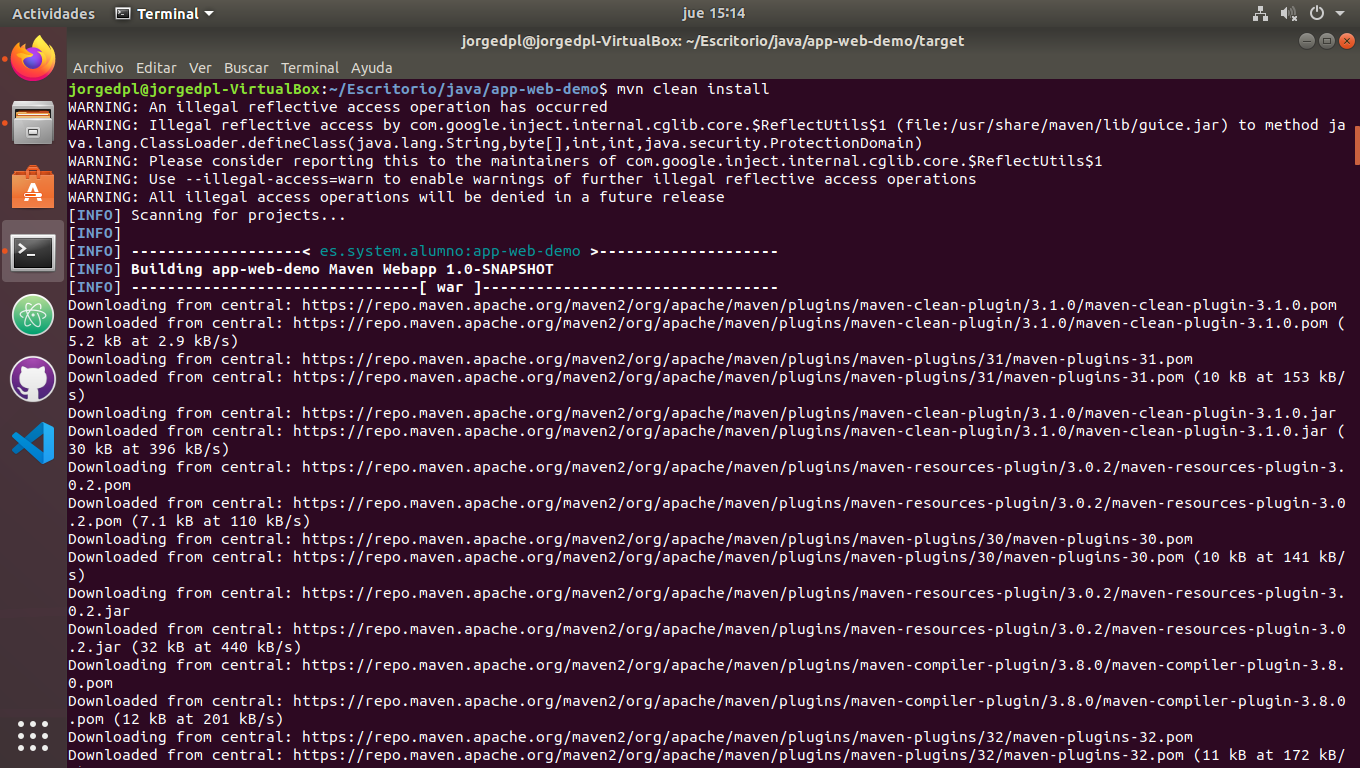 Actividades
Terminal
jue 15:14
jorgedpl@jorgedpl-VirtualBox: ~/Escritorio/java/app-web-demo/target
Archivo Editar Ver Buscar Terminal Ayuda
jorgedpl@jorgedpl-VirtualBox:~/Escritorio/java/app-web-demo$ mvn clean install
WARNING: An illegal reflective access operation has occurred
WARNING: Illegal reflective access by com.google.inject.internal.cglib.core.$ReflectUtils$1 (file:/usr/share/maven/lib/guice.jar) to method ja
va.lang.ClassLoader.defineClass(java.lang.String,byte[],int,int,java.security.ProtectionDomain)
WARNING: Please consider reporting this to the maintainers of com.google.inject.internal.cglib.core.$ReflectUtils$1
WARNING: Use --illegal-access=warn to enable warnings of further illegal reflective access operations
WARNING: All illegal access operations will be denied in a future release
[INFO] Scanning for projects...
[INFO]
[INFO] -------------------< es.system.alumno:app-web-demo >--------------------
[INFO] Building app-web-demo Maven Webapp 1.0-SNAPSHOT
[INFO] --------------------------------[ war ]---------------------------------
Downloading from central: https://repo.maven.apache.org/maven2/org/apache/maven/plugins/maven-clean-plugin/3.1.0/maven-clean-plugin-3.1.0.pom
Downloaded from central: https://repo.maven.apache.org/maven2/org/apache/maven/plugins/maven-clean-plugin/3.1.0/maven-clean-plugin-3.1.0.pom (
5.2 kB at 2.9 kB/s)
Downloading from central: https://repo.maven.apache.org/maven2/org/apache/maven/plugins/maven-plugins/31/maven-plugins-31.pom
Downloaded from central: https://repo.maven.apache.org/maven2/org/apache/maven/plugins/maven-plugins/31/maven-plugins-31.pom (10 kB at 153 kB/
s)
Downloading from central: https://repo.maven.apache.org/maven2/org/apache/maven/plugins/maven-clean-plugin/3.1.0/maven-clean-plugin-3.1.0.jar
Downloaded from central: https://repo.maven.apache.org/maven2/org/apache/maven/plugins/maven-clean-plugin/3.1.0/maven-clean-plugin-3.1.0.jar (
30 kB at 396 kB/s)
Downloading from central: https://repo.maven.apache.org/maven2/org/apache/maven/plugins/maven-resources-plugin/3.0.2/maven-resources-plugin-3.
0.2.pom
Downloaded from central: https://repo.maven.apache.org/maven2/org/apache/maven/plugins/maven-resources-plugin/3.0.2/maven-resources-plugin-3.0
.2.pom (7.1 kB at 110 kB/s)
Downloading from central: https://repo.maven.apache.org/maven2/org/apache/maven/plugins/maven-plugins/30/maven-plugins-30.pom
Downloaded from central: https://repo.maven.apache.org/maven2/org/apache/maven/plugins/maven-plugins/30/maven-plugins-30.pom (10 kB at 141 kB/
s)
Downloading from central: https://repo.maven.apache.org/maven2/org/apache/maven/plugins/maven-resources-plugin/3.0.2/maven-resources-plugin-3.
0.2.jar
Downloaded from central: https://repo.maven.apache.org/maven2/org/apache/maven/plugins/maven-resources-plugin/3.0.2/maven-resources-plugin-3.0
.2.jar (32 kB at 440 kB/s)
Downloading from central: https://repo.maven.apache.org/maven2/org/apache/maven/plugins/maven-compiler-plugin/3.8.0/maven-compiler-plugin-3.8.
0.pom
Downloaded from central: https://repo.maven.apache.org/maven2/org/apache/maven/plugins/maven-compiler-plugin/3.8.0/maven-compiler-plugin-3.8.0
.pom (12 kB at 201 kB/s)
Downloading from central: https://repo.maven.apache.org/maven2/org/apache/maven/plugins/maven-plugins/32/maven-plugins-32.pom
Downloaded from central: https://repo.maven.apache.org/maven2/org/apache/maven/plugins/maven-plugins/32/maven-plugins-32.pom (11 kB at 172 kB/